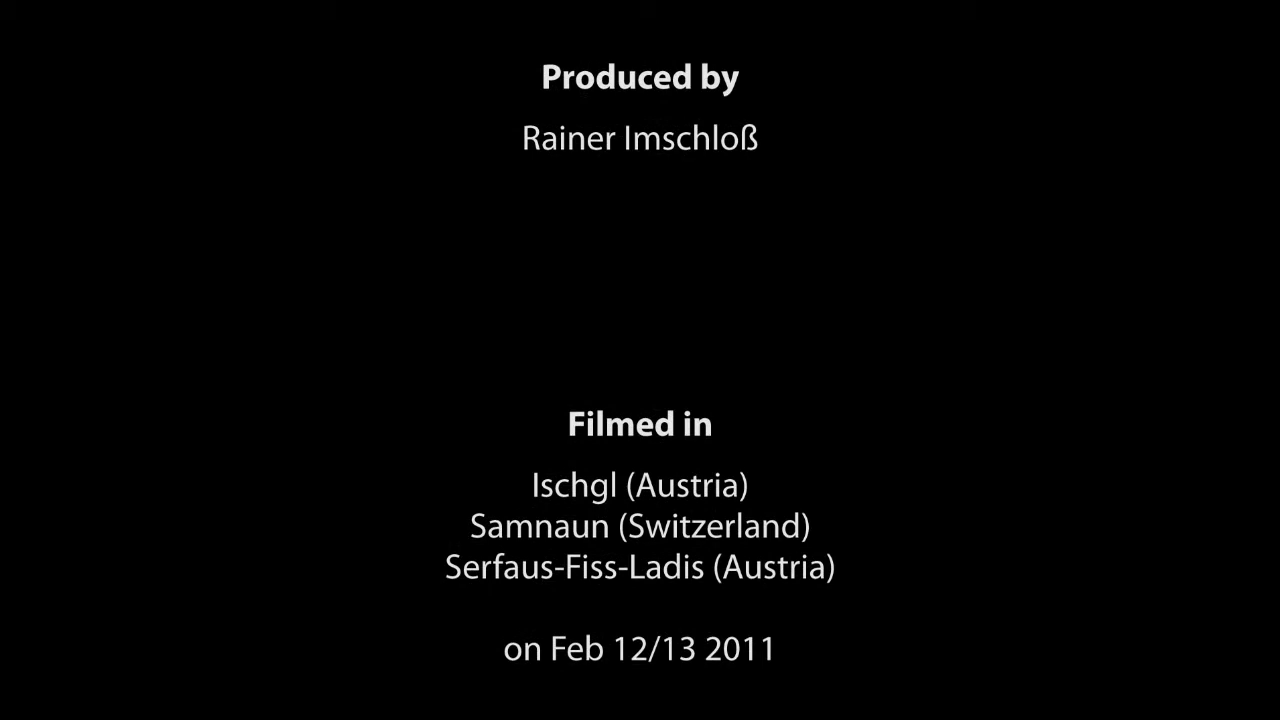 Produced by
Rainer Imschloß
Filmed in
Ischgl (Austria)
Samnaun (Switzerland)
Serfaus-Fiss-Ladis (Austria)
on Feb 12/13 2011